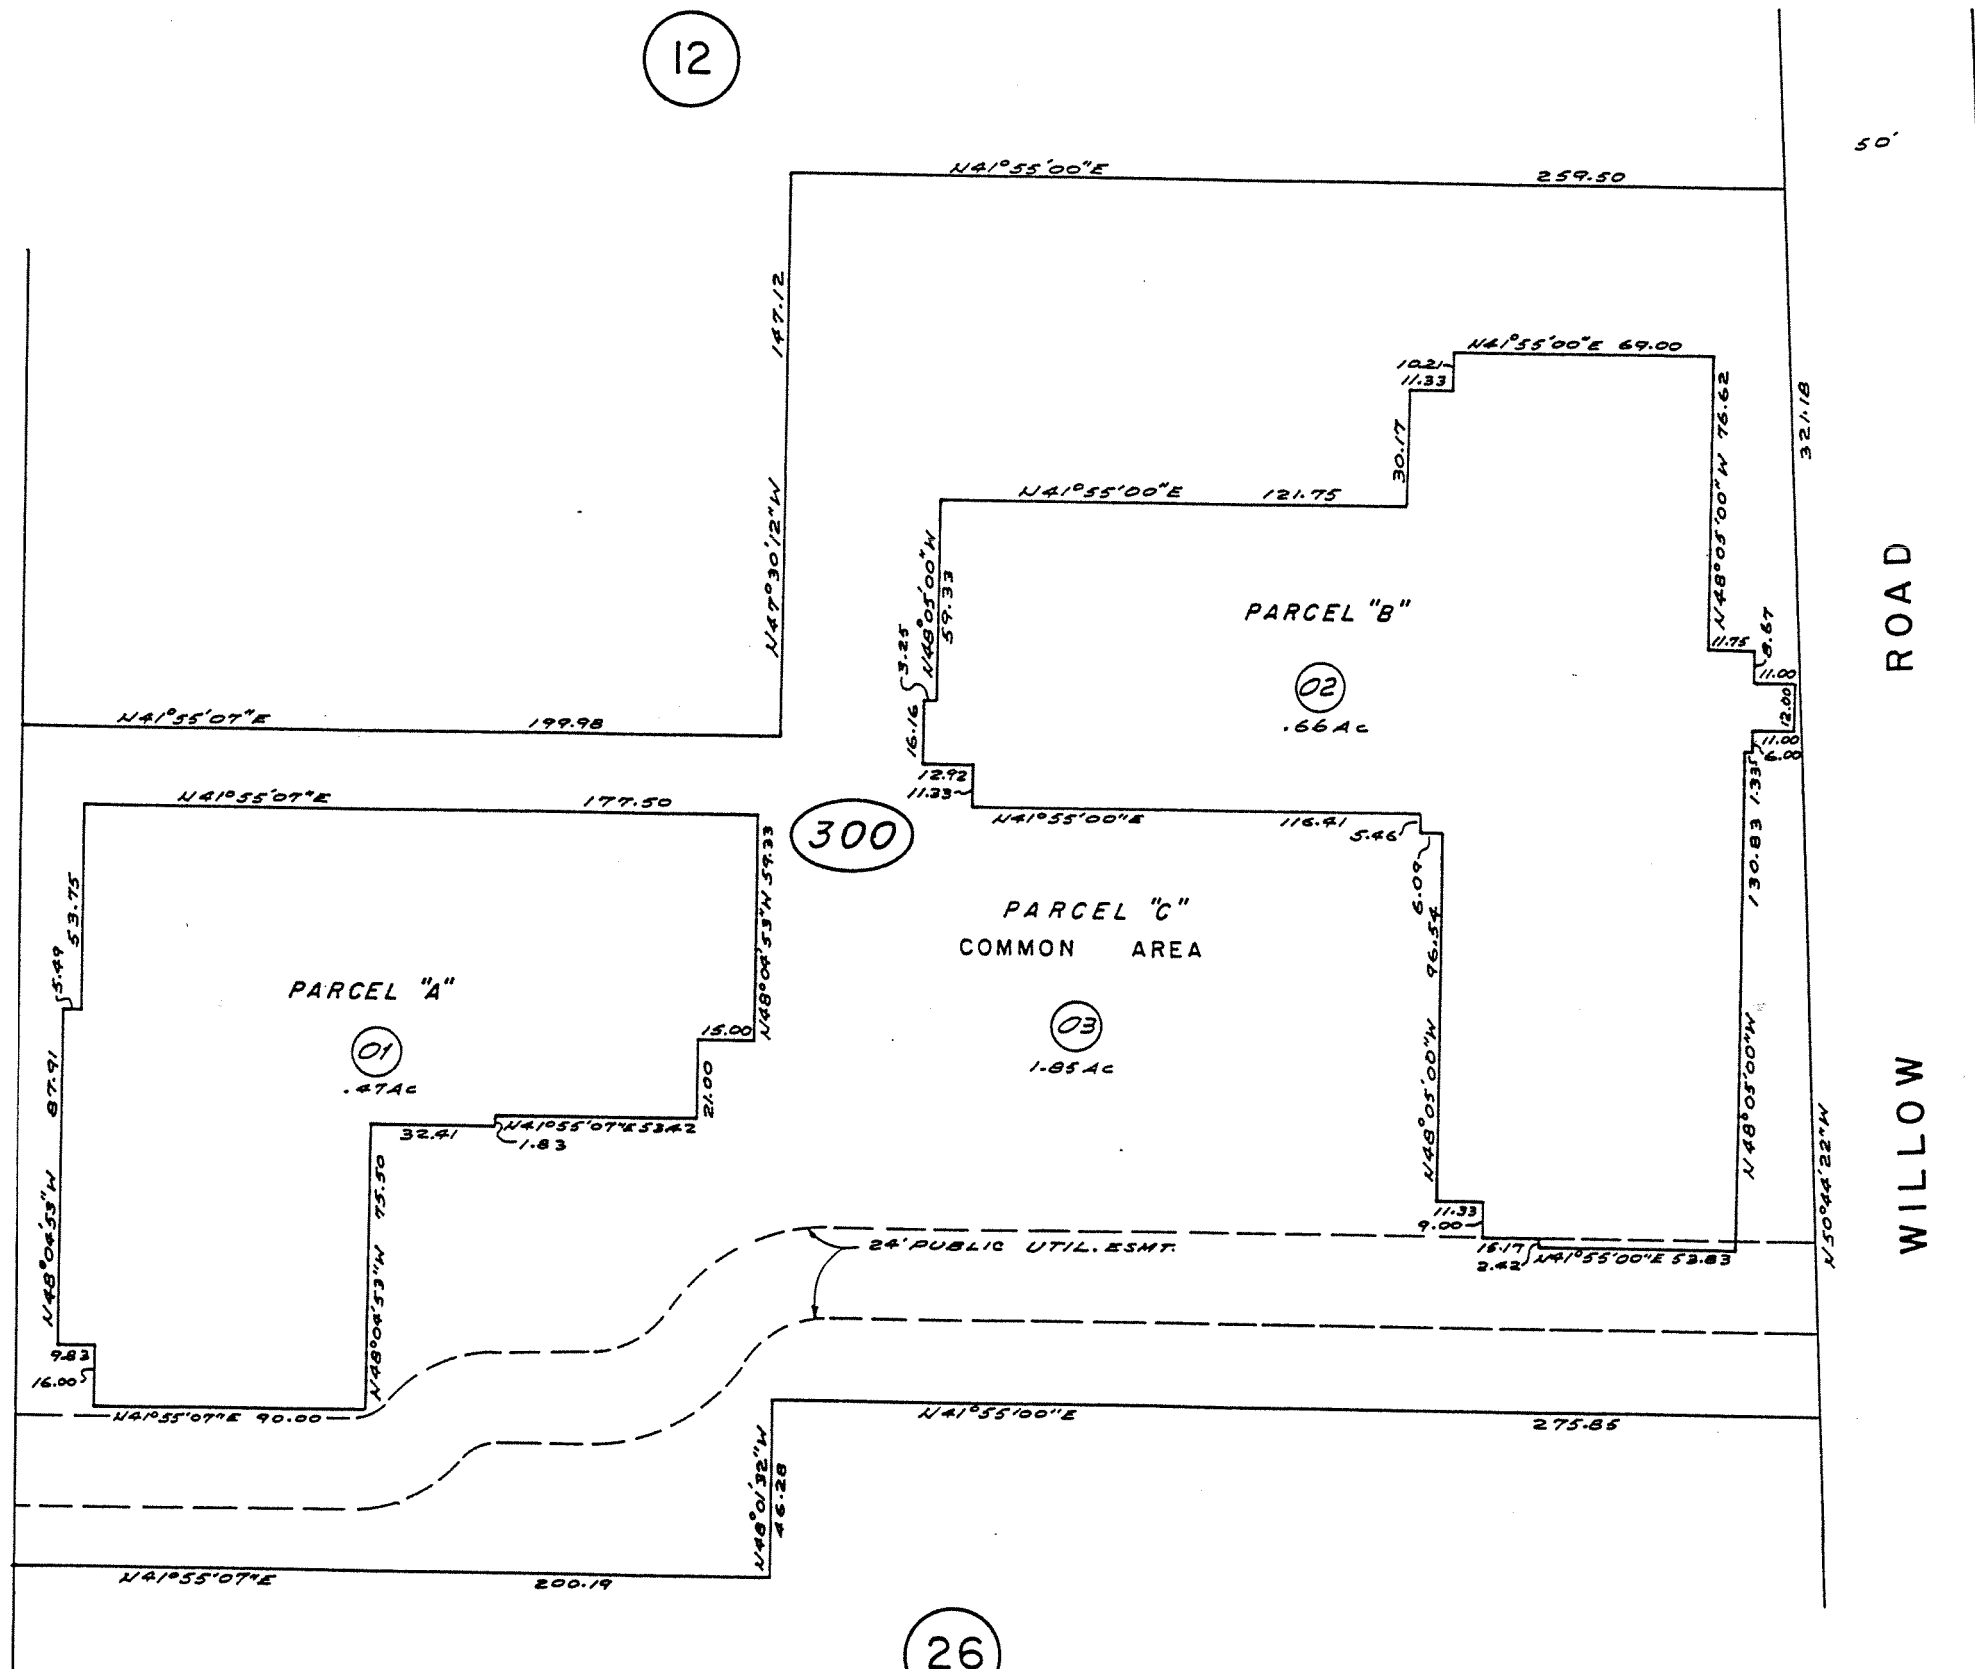 12
50'
N41°55'00"E 259.50
147.12
N47°30'12"W
N41°55'00"E 69.00
10.21
11.33
30.17
N48°05'00"W 76.62
321.18
N41°55'00"E 121.75
N48°05'00"W
59.33
3.25
16.16
12.92
11.33
PARCEL "B"
02
.66Ac
11.75
8.67
11.00
12.00
11.00
6.00
1.33
130.83
N48°05'00"W
ROAD
WILLOW
N50°44'22"W
N41°55'07"E 199.98
N41°55'07"E 177.50
300
N41°55'00"E 116.41
5.46
6.09
96.54
N48°05'00"W
53.75
5.49
87.91
N48°04'53"W
N48°04'53"W 59.33
PARCEL "A"
01
.47Ac
15.00
21.00
N41°55'07"E 53.42
1.83
32.41
75.50
N48°04'53"W
PARCEL "C"
COMMON AREA
03
1.85Ac
11.33
9.00
15.17
2.42
N41°55'00"E 53.83
24' PUBLIC UTIL. ESMT.
9.83
16.00
N41°55'07"E 90.00
N41°55'00"E 275.85
N48°01'32"W
46.28
N41°55'07"E 200.19
26